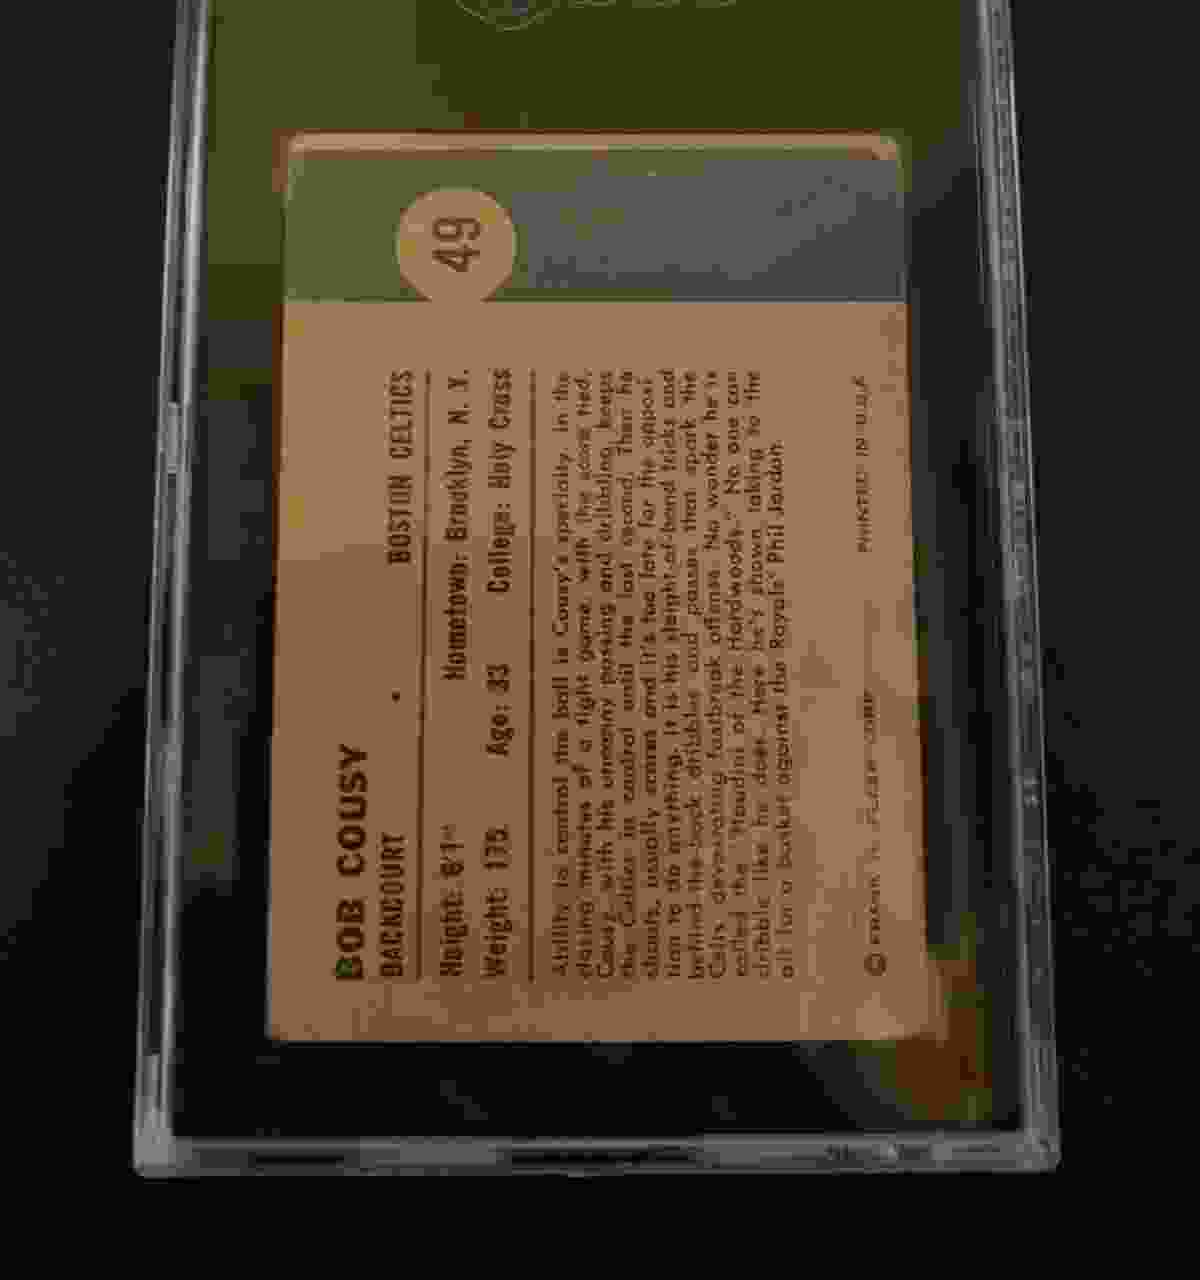 49
BOB COUSY
BACKCOURT • BOSTON CELTICS
Height: 6'1" Hometown: Brooklyn, N. Y.
Weight: 175 Age: 33 College: Holy Cross
Ability to control the ball is Cousy's specialty. In the
closing minutes of a tight game, with the score tied,
Cousy, with his uncanny passing and dribbling, keeps
the Celtics in control until the last second. Then he
shoots, usually scores and it's too late for the opposi-
tion to do anything. It is his sleight-of-hand tricks and
behind the back dribbles and passes that spark the
Celts devastating fastbreak offense. No wonder he is
called the "Houdini of the Hardwoods." No one can
dribble like he does. Here he's shown taking to the
air for a basket against the Royals' Phil Jordan.
© FRANK H. FLEER CORP. PRINTED IN U.S.A.